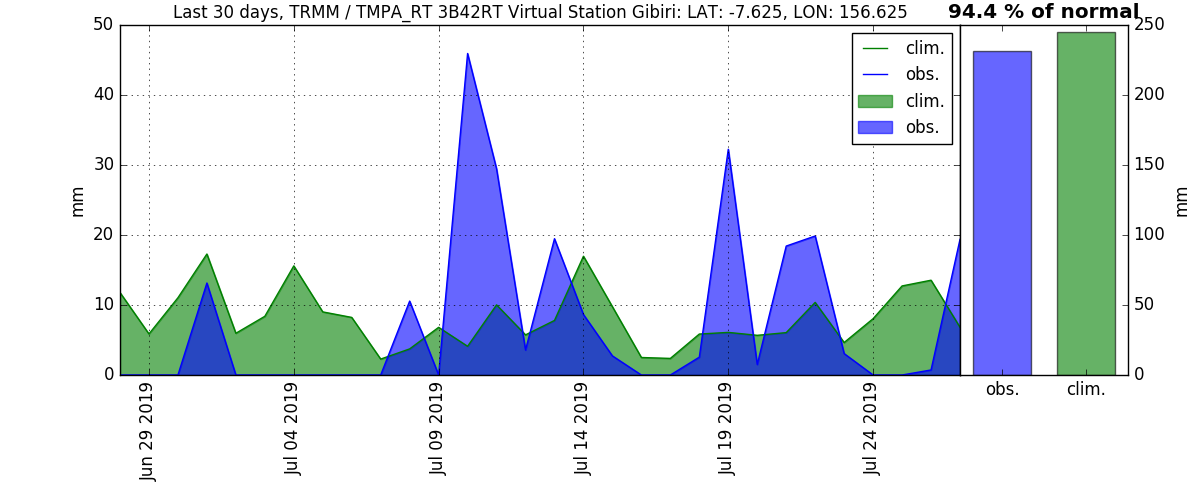 Last 30 days, TRMM / TMPA_RT 3B42RT Virtual Station Gibiri: LAT: -7.625, LON: 156.625
94.4 % of normal
50
40
30
20
10
0
mm
clim.
obs.
clim.
obs.
250
200
150
100
50
0
mm
Jun 29 2019
Jul 04 2019
Jul 09 2019
Jul 14 2019
Jul 19 2019
Jul 24 2019
obs.
clim.